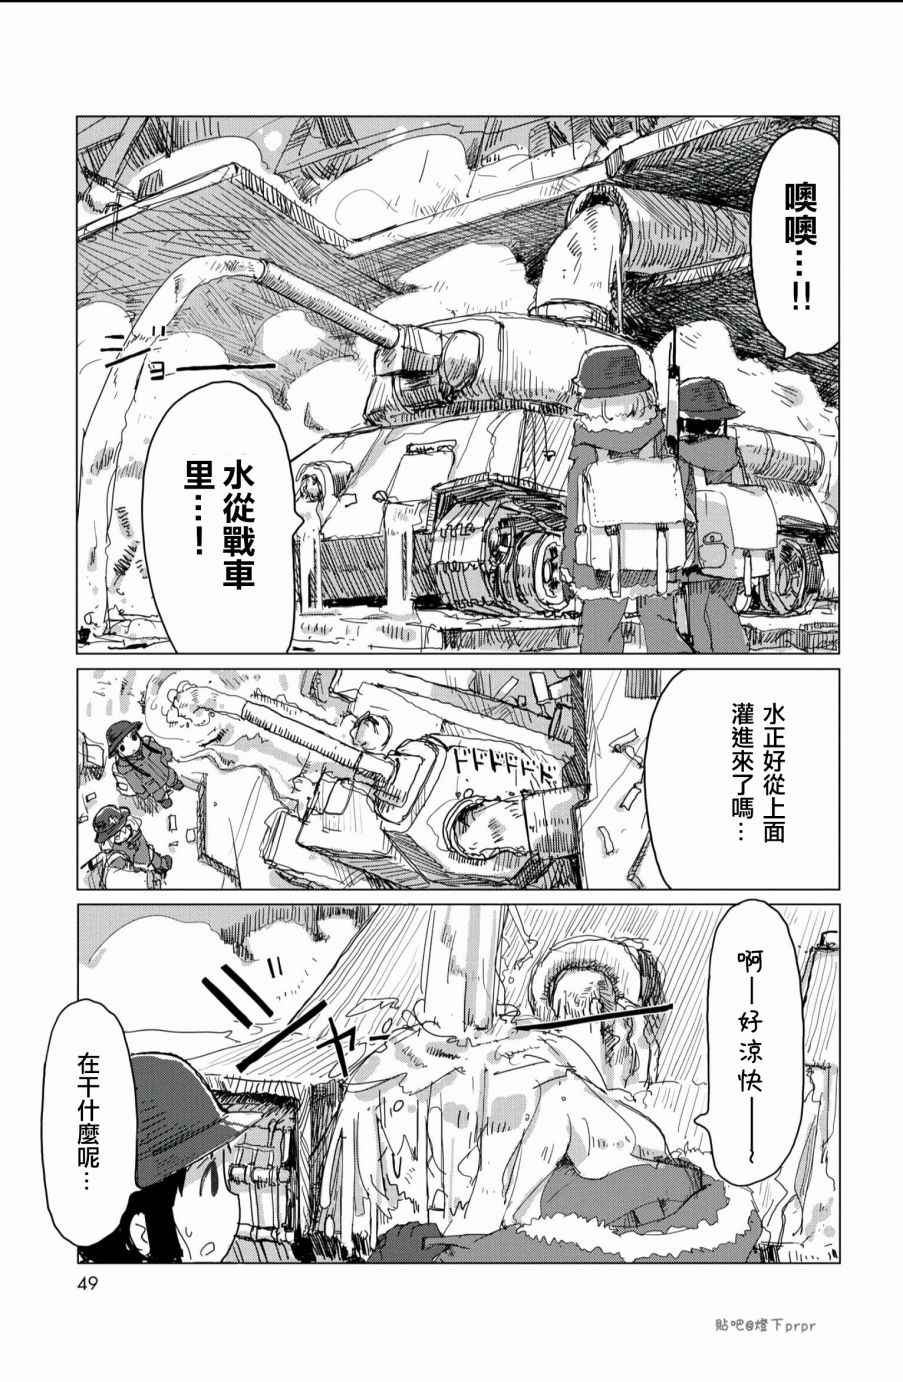 噢噢…!!
ジョー
水從戰車
里…！
水正好從上面
灌進來了嗎…
ドドドドドド
啊ー好涼快ー～
バシャー
在干什麼呢…
49
貼吧@燈下prpr